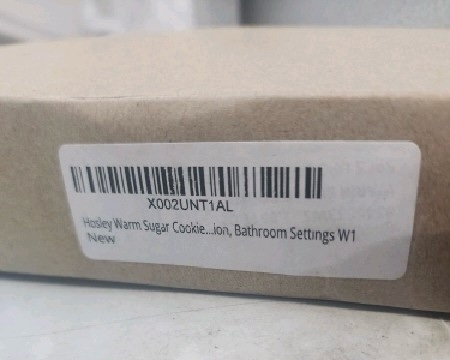 X002UNT1AL
Hosley Warm Sugar Cookie...ion, Bathroom Settings W1
New